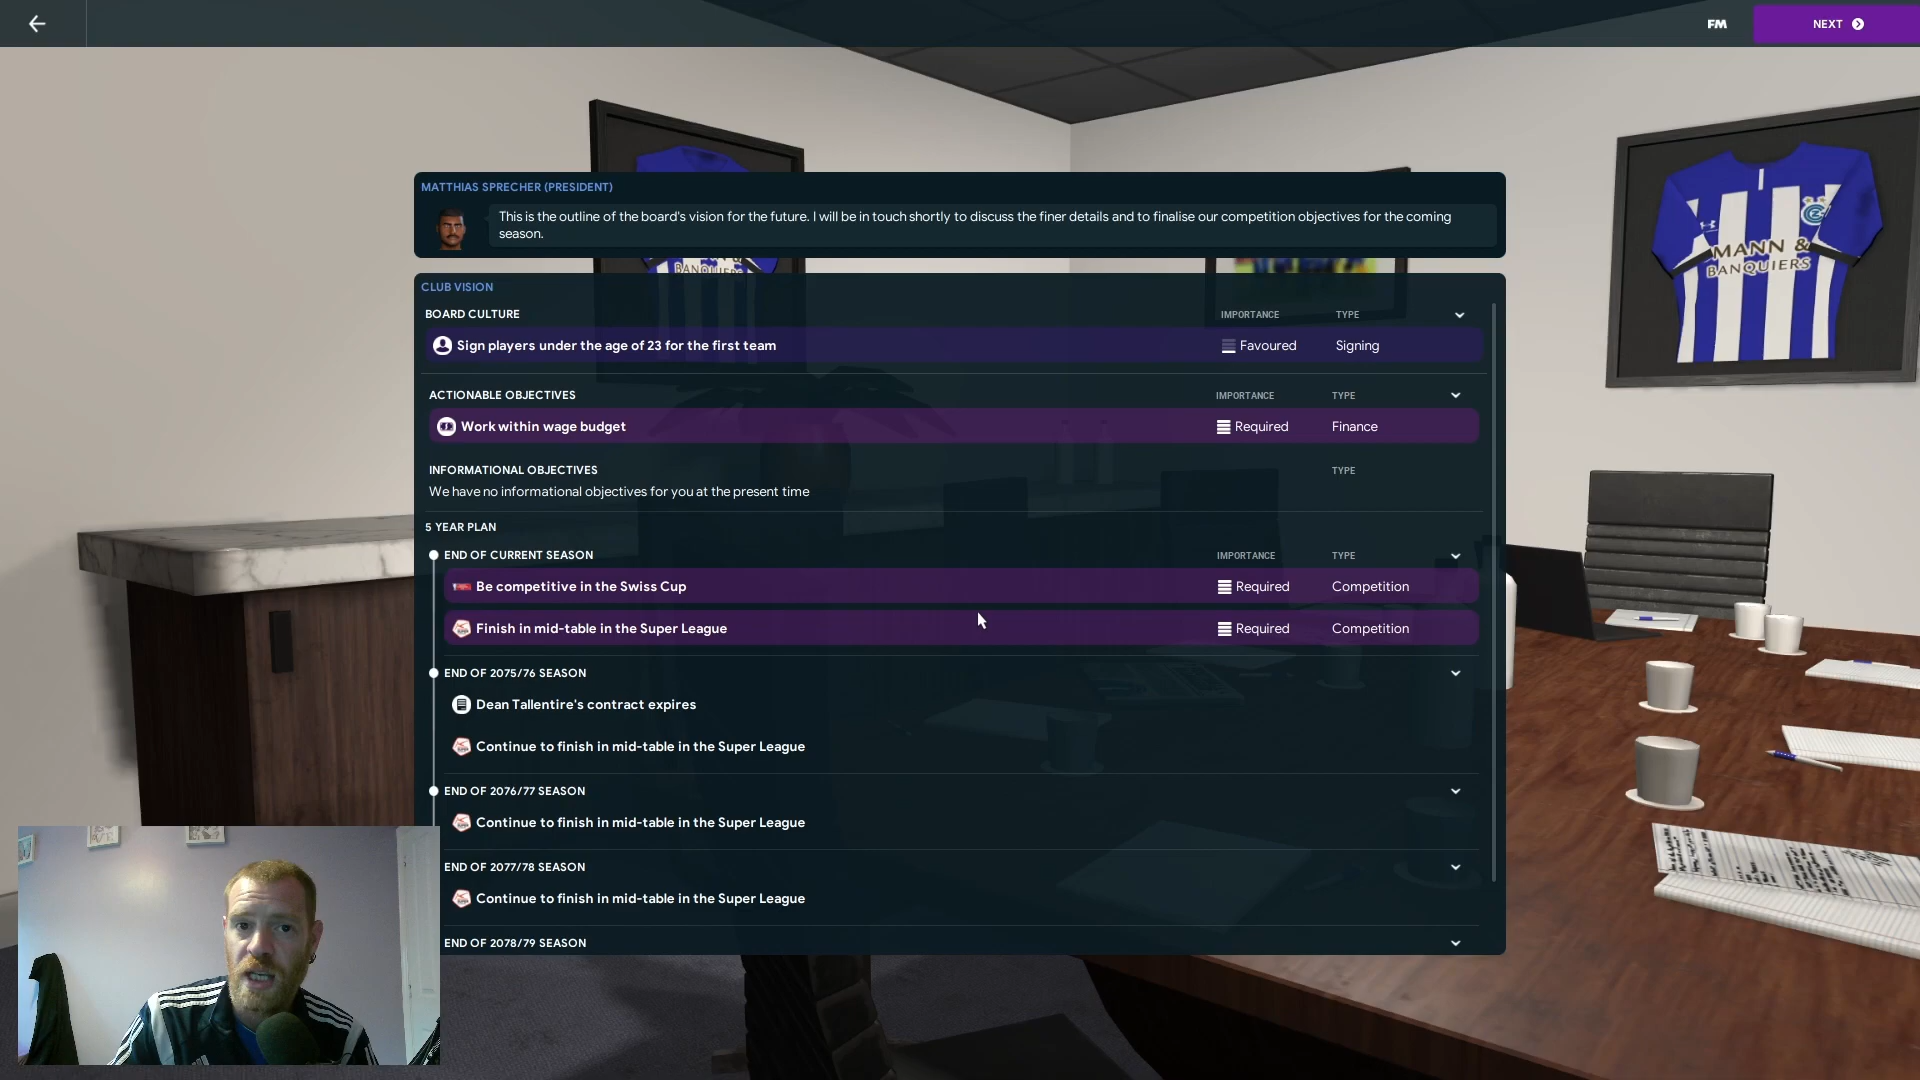 FM
NEXT
MATTHIAS SPRECHER (PRESIDENT)
This is the outline of the board's vision for the future. I will be in touch shortly to discuss the finer details and to finalise our competition objectives for the coming
season.
MANN &
BANQUIERS
BANQUIERS
CLUB VISION
BOARD CULTURE IMPORTANCE TYPE
Sign players under the age of 23 for the first team Favoured Signing
ACTIONABLE OBJECTIVES IMPORTANCE TYPE
Work within wage budget Required Finance
INFORMATIONAL OBJECTIVES TYPE
We have no informational objectives for you at the present time
5 YEAR PLAN
END OF CURRENT SEASON IMPORTANCE TYPE
Be competitive in the Swiss Cup Required Competition
Finish in mid-table in the Super League Required Competition
END OF 2075/76 SEASON
Dean Tallentire's contract expires
Continue to finish in mid-table in the Super League
END OF 2076/77 SEASON
Continue to finish in mid-table in the Super League
END OF 2077/78 SEASON
Continue to finish in mid-table in the Super League
END OF 2078/79 SEASON